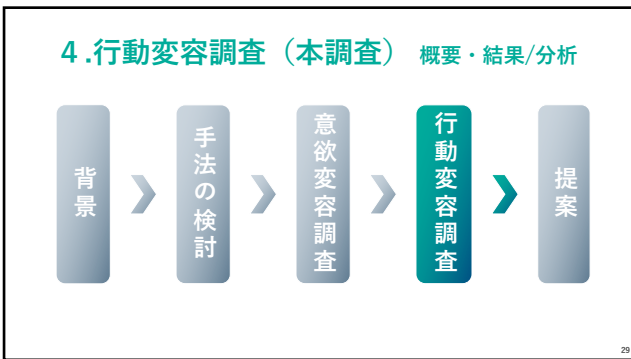 ４.行動変容調査（本調査） 概要・結果/分析
背景
手法の検討
意欲変容調査
行動変容調査
提案
29